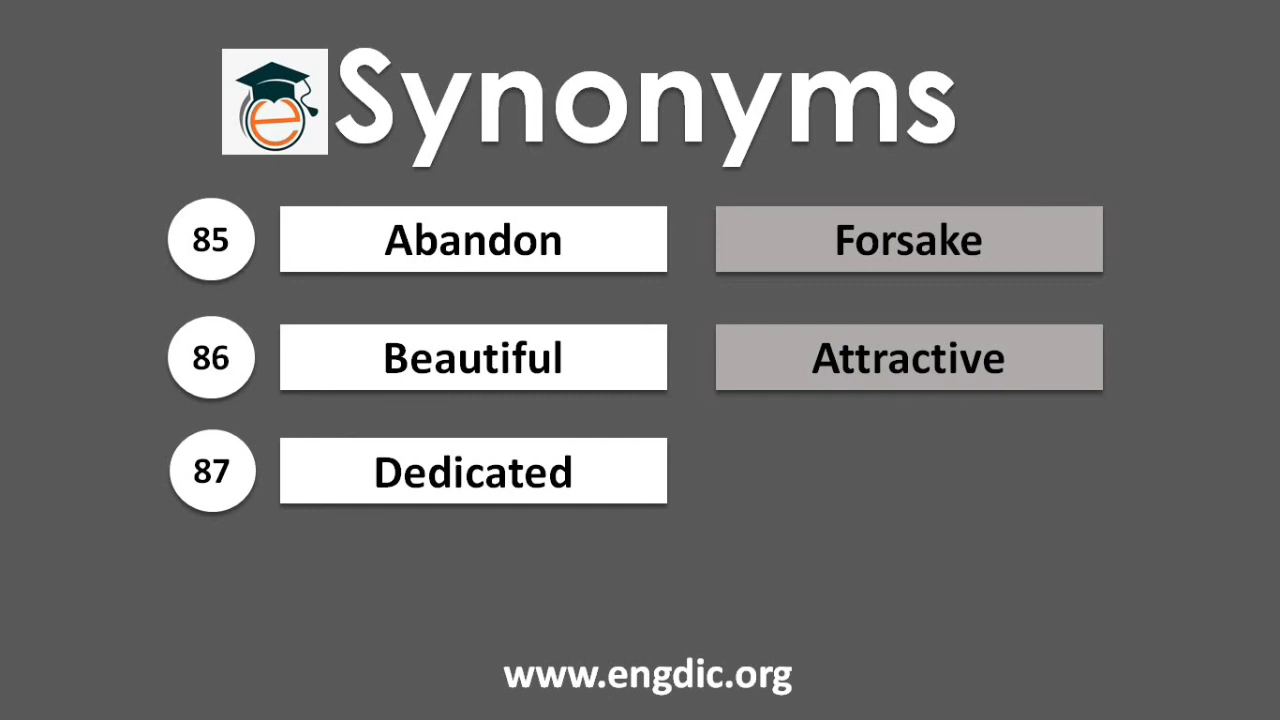 Synonyms
85 Abandon Forsake
86 Beautiful Attractive
87 Dedicated
www.engdic.org